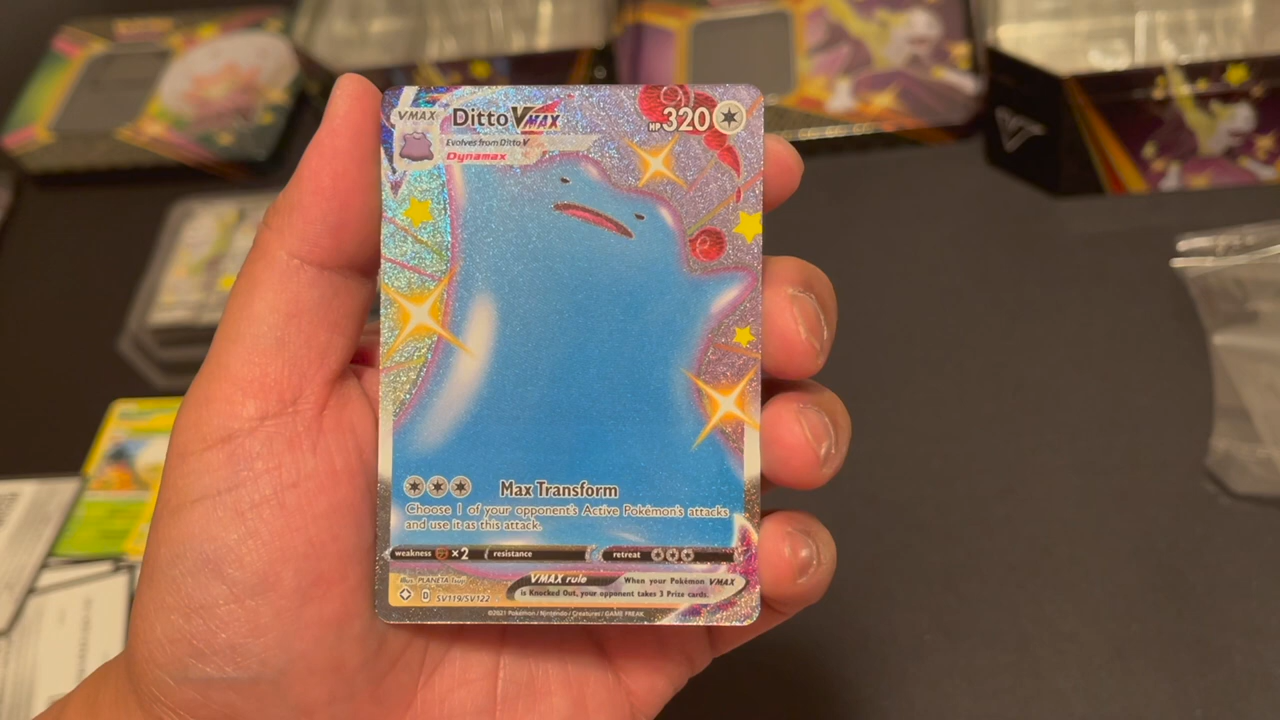 VMAX Ditto VMAX HP 320
Evolves from Ditto V
Dynamax
Max Transform
Choose 1 of your opponent's Active Pokémon's attacks
and use it as this attack.
weakness ×2 resistance retreat
illus. PLANETA Tsuji
VMAX rule When your Pokémon VMAX
is Knocked Out, your opponent takes 3 Prize cards.
D SV119/SV122
©2021 Pokémon / Nintendo / Creatures / GAME FREAK